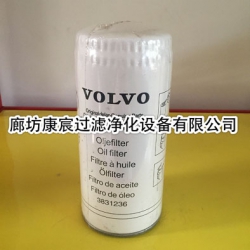 VOLVO
廊坊康宸过滤净化设备有限公司
Oljefilter
Oil filter
Filtre à huile
Ölfilter
Filtro de aceite
Filtro de oleo
3831236